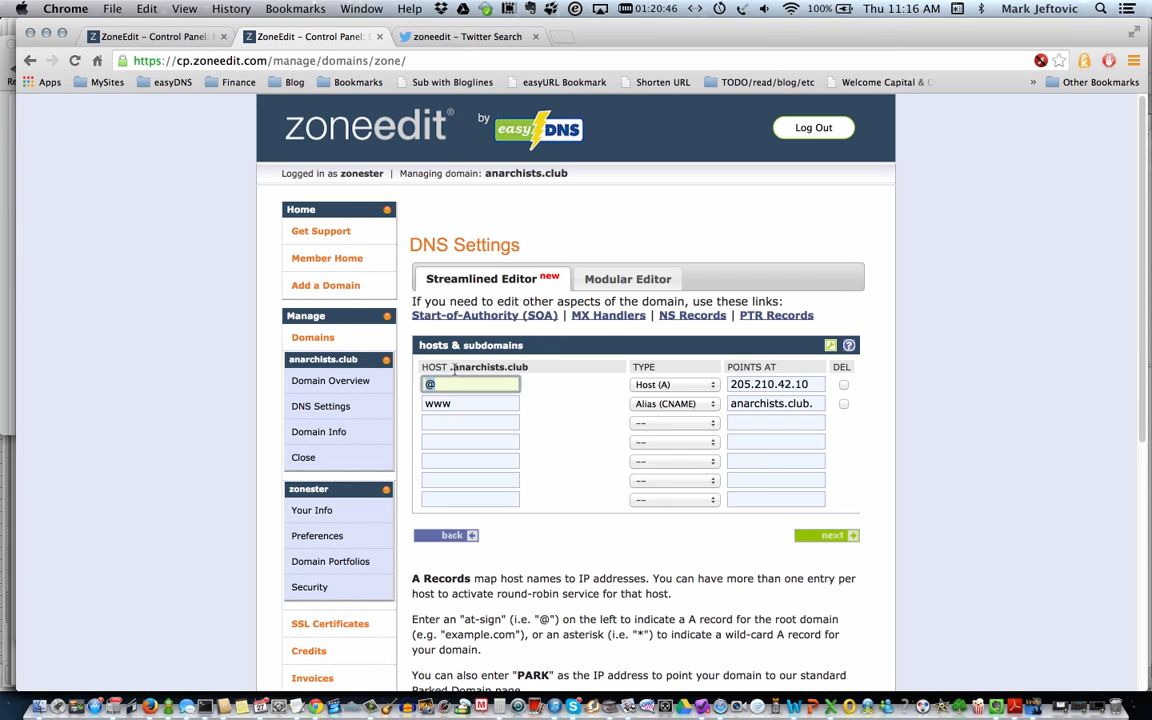 Chrome File Edit View History Bookmarks Window Help 01:20:46 100% Thu 11:16 AM Mark Jeftovic
ZoneEdit – Control Panel: ZoneEdit – Control Panel: zoneedit – Twitter Search
https://cp.zoneedit.com/manage/domains/zone/
Apps MySites easyDNS Finance Blog Bookmarks Sub with Bloglines easyURL Bookmark Shorten URL TODO/read/blog/etc Welcome Capital & Other Bookmarks
zoneedit® by easyDNS Log Out
Logged in as zonester | Managing domain: anarchists.club
Home
Get Support
Member Home
Add a Domain
Manage
Domains
anarchists.club
Domain Overview
DNS Settings
Domain Info
Close
zonester
Your Info
Preferences
Domain Portfolios
Security
SSL Certificates
Credits
Invoices
DNS Settings
Streamlined Editor new Modular Editor
If you need to edit other aspects of the domain, use these links:
Start-of-Authority (SOA) | MX Handlers | NS Records | PTR Records
hosts & subdomains
HOST .anarchists.club TYPE POINTS AT DEL
@ Host (A) 205.210.42.10
www Alias (CNAME) anarchists.club.
--
--
--
--
--
back next
A Records map host names to IP addresses. You can have more than one entry per
host to activate round-robin service for that host.
Enter an "at-sign" (i.e. "@") on the left to indicate a A record for the root domain
(e.g. "example.com"), or an asterisk (i.e. "*") to indicate a wild-card A record for
your domain.
You can also enter "PARK" as the IP address to point your domain to our standard
Parked Domain page.